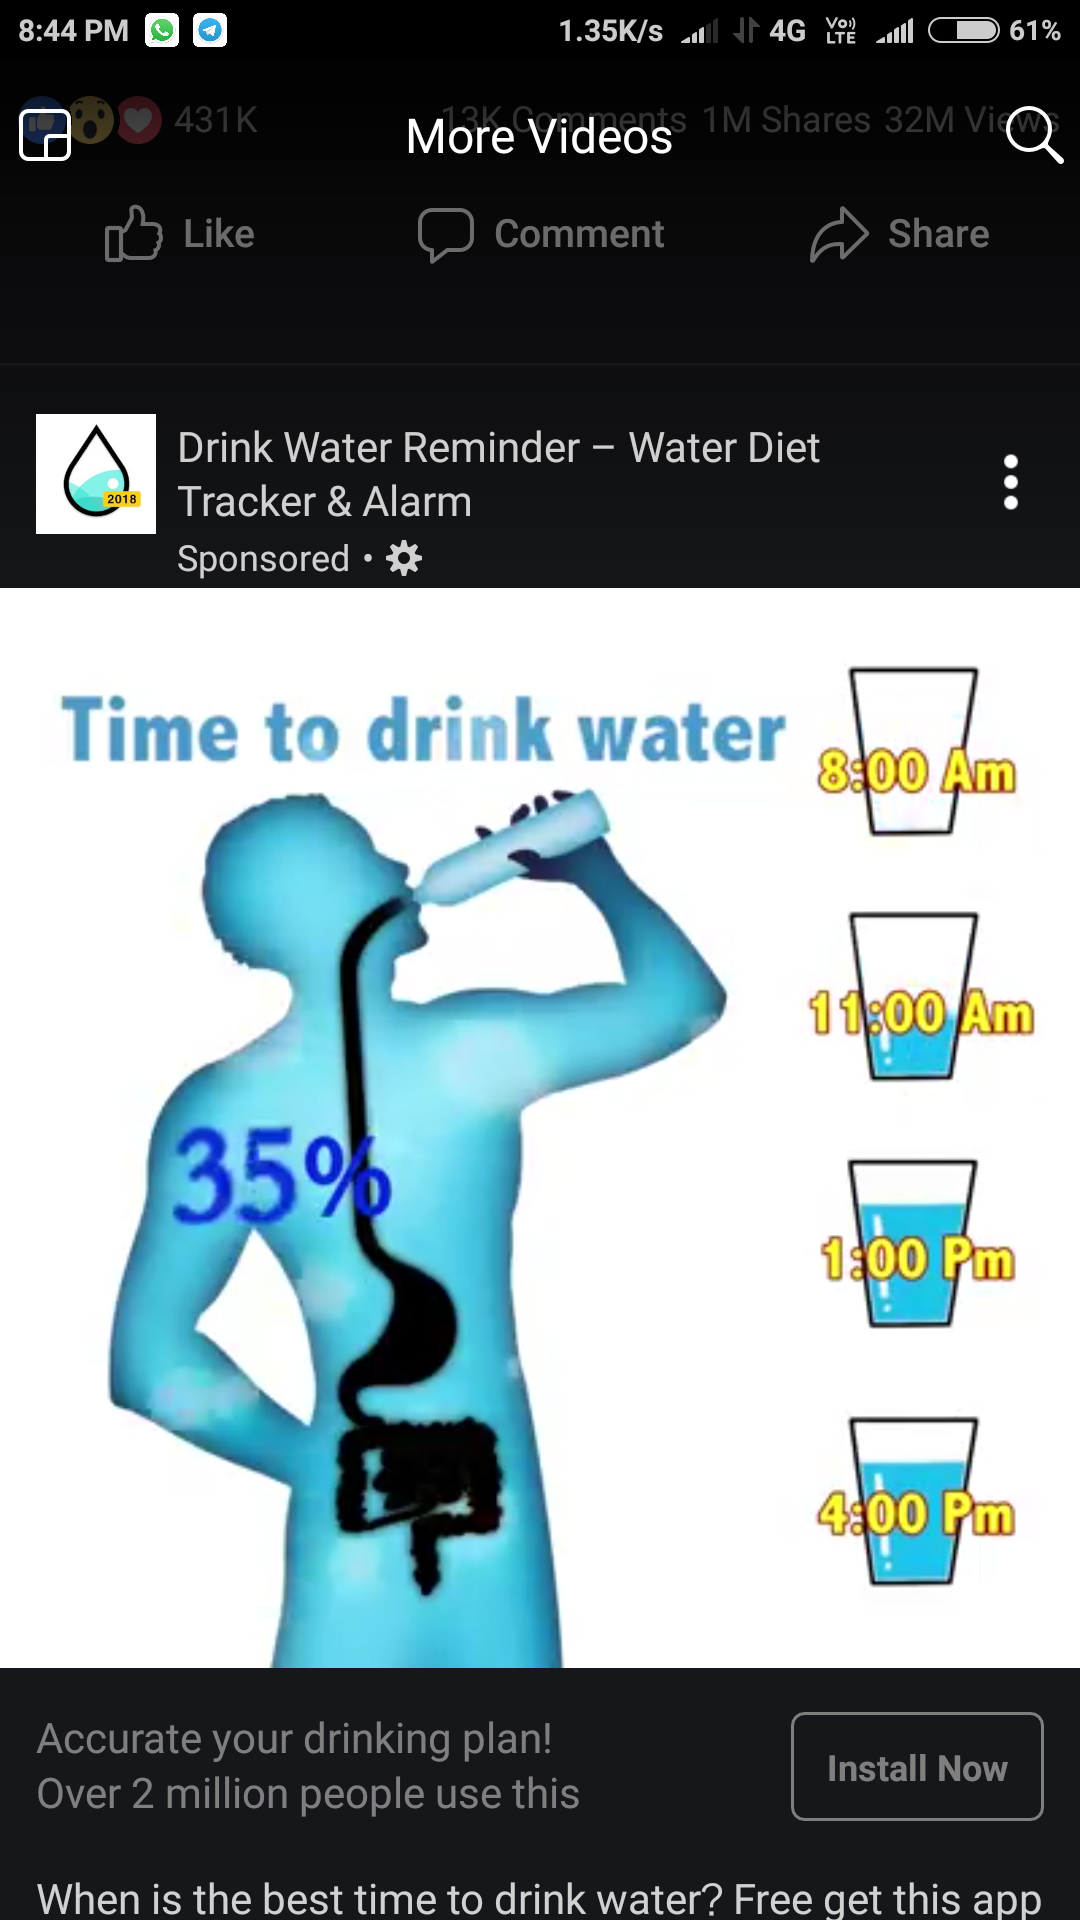 8:44 PM 1.35K/s 4G Vo)) LTE 61%
431K 13K Comments 1M Shares 32M Views
More Videos
Like Comment Share
2018
Drink Water Reminder – Water Diet
Tracker & Alarm
Sponsored •
Time to drink water
8:00 Am
11:00 Am
35%
1:00 Pm
4:00 Pm
Accurate your drinking plan!
Over 2 million people use this
Install Now
When is the best time to drink water? Free get this app